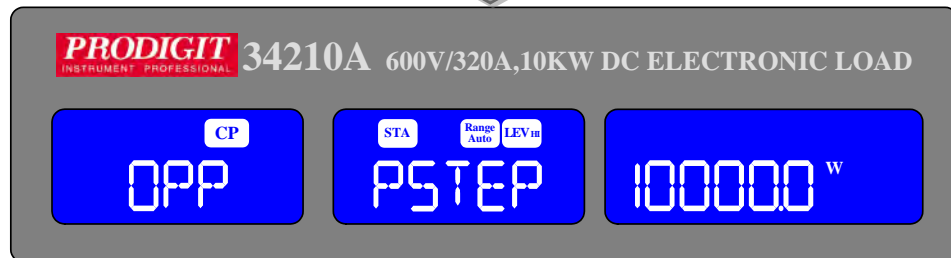 PRODIGIT 34210A 600V/320A,10KW DC ELECTRONIC LOAD
INSTRUMENT PROFESSIONAL
CP STA Range Auto LEV HI
OPP PSTEP 10000.0 W